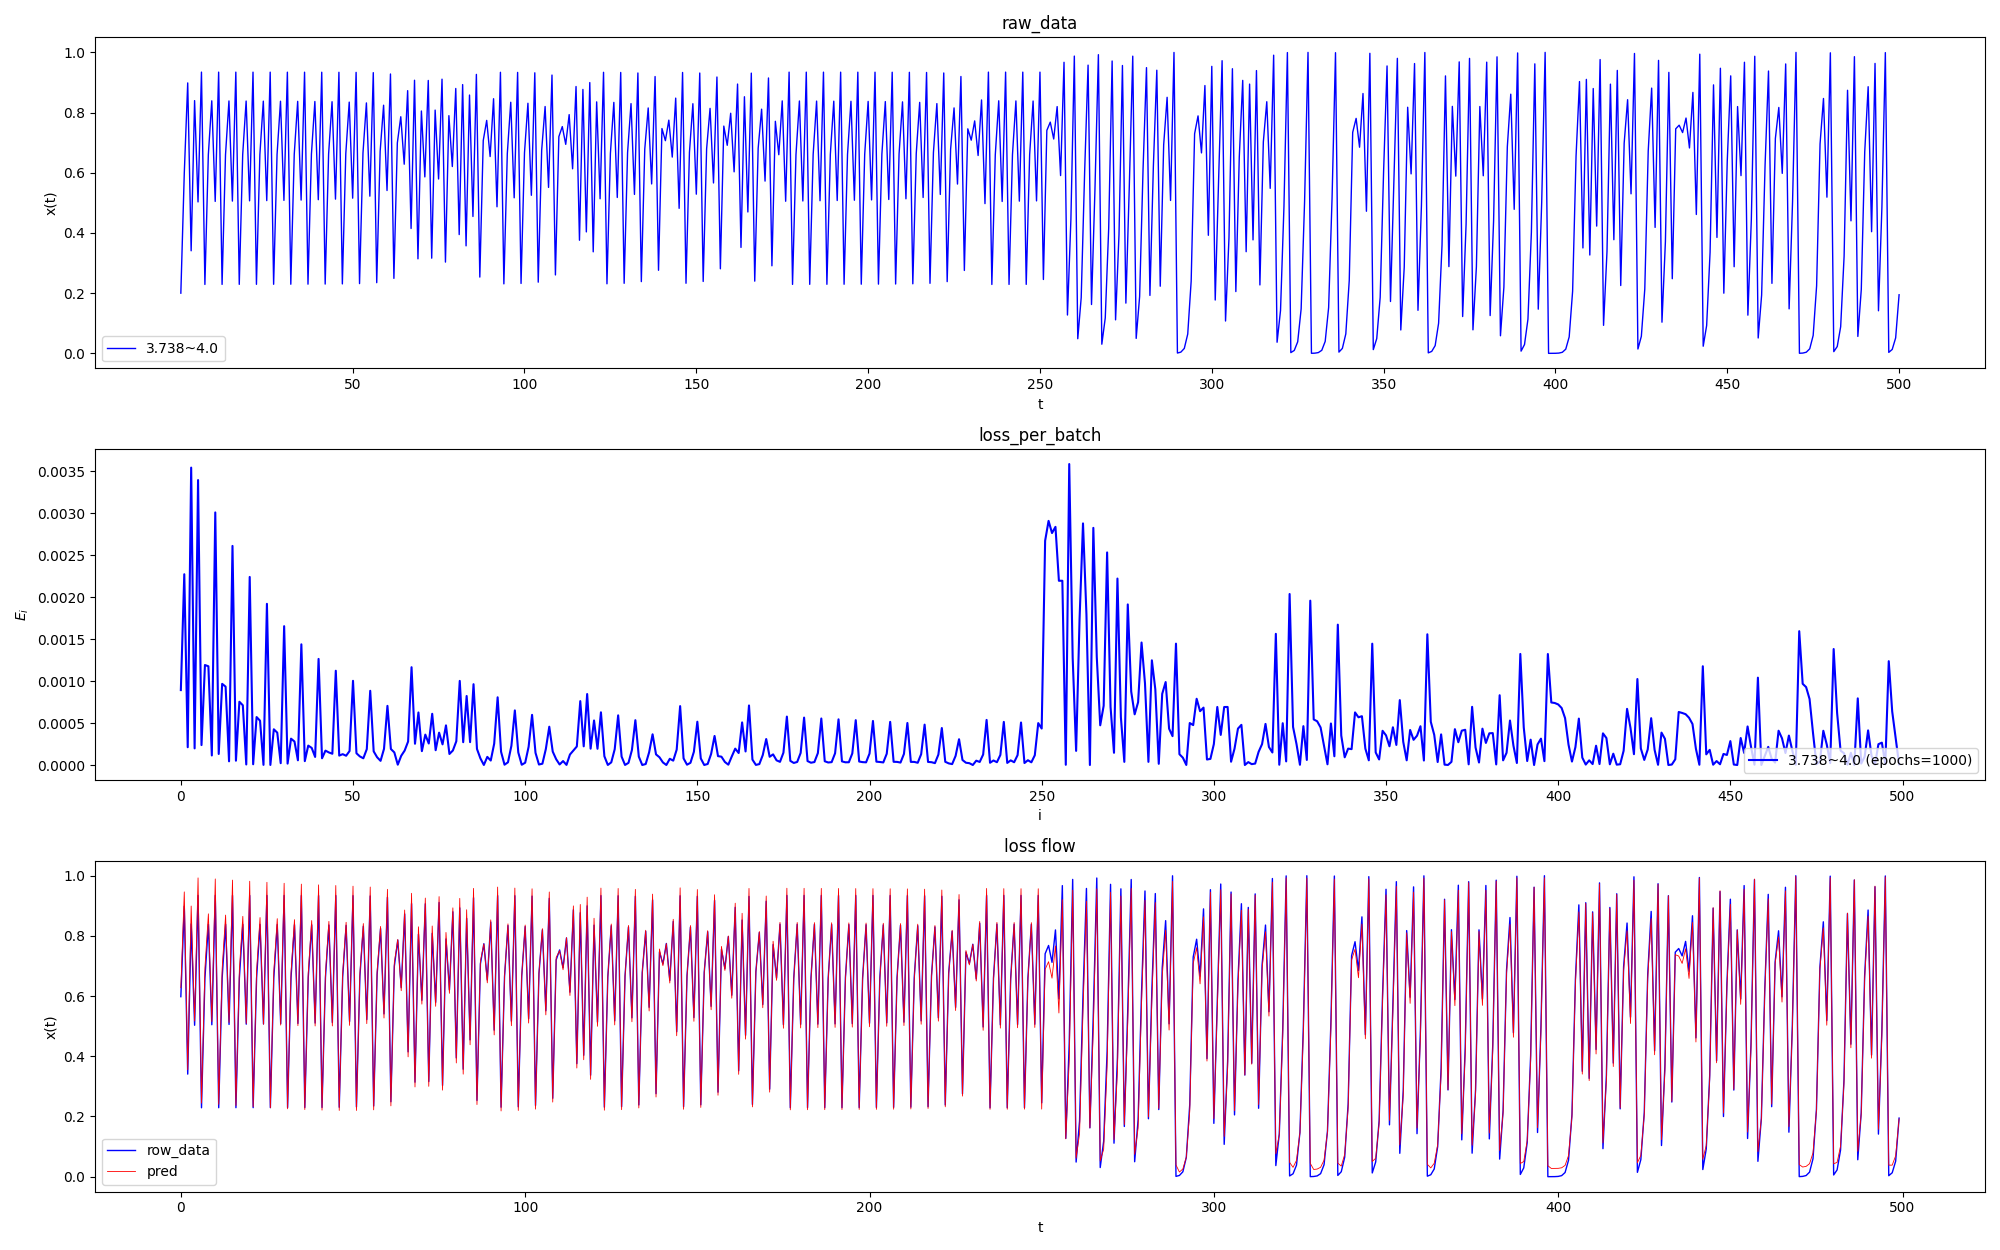 raw_data
1.0
0.8
0.6
0.4
0.2
0.0
x(t)
3.738~4.0
50 100 150 200 250 300 350 400 450 500
t
loss_per_batch
0.0035
0.0030
0.0025
0.0020
0.0015
0.0010
0.0005
0.0000
E_i
3.738~4.0 (epochs=1000)
0 50 100 150 200 250 300 350 400 450 500
i
loss flow
1.0
0.8
0.6
0.4
0.2
0.0
x(t)
row_data
pred
0 100 200 300 400 500
t